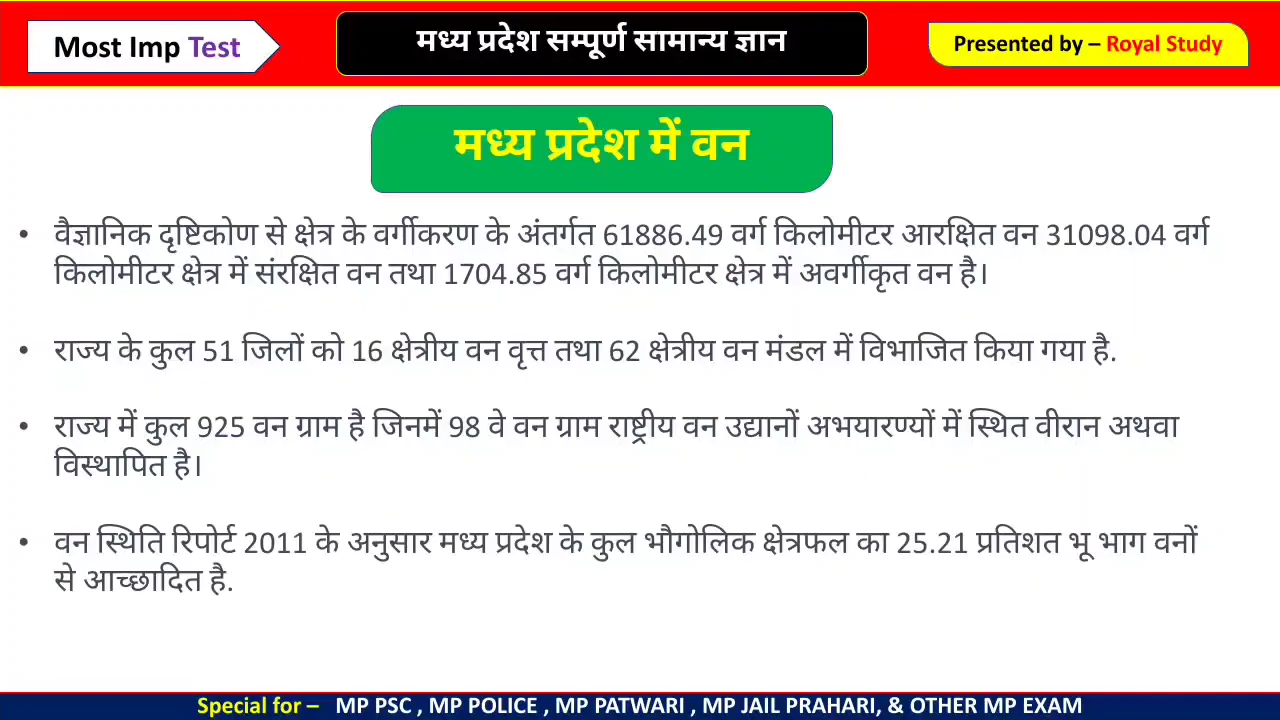 Most Imp Test
मध्य प्रदेश सम्पूर्ण सामान्य ज्ञान
Presented by – Royal Study
मध्य प्रदेश में वन
• वैज्ञानिक दृष्टिकोण से क्षेत्र के वर्गीकरण के अंतर्गत 61886.49 वर्ग किलोमीटर आरक्षित वन 31098.04 वर्ग
किलोमीटर क्षेत्र में संरक्षित वन तथा 1704.85 वर्ग किलोमीटर क्षेत्र में अवर्गीकृत वन है।
• राज्य के कुल 51 जिलों को 16 क्षेत्रीय वन वृत्त तथा 62 क्षेत्रीय वन मंडल में विभाजित किया गया है.
• राज्य में कुल 925 वन ग्राम है जिनमें 98 वे वन ग्राम राष्ट्रीय वन उद्यानों अभयारण्यों में स्थित वीरान अथवा
विस्थापित है।
• वन स्थिति रिपोर्ट 2011 के अनुसार मध्य प्रदेश के कुल भौगोलिक क्षेत्रफल का 25.21 प्रतिशत भू भाग वनों
से आच्छादित है.
Special for – MP PSC , MP POLICE , MP PATWARI , MP JAIL PRAHARI, & OTHER MP EXAM